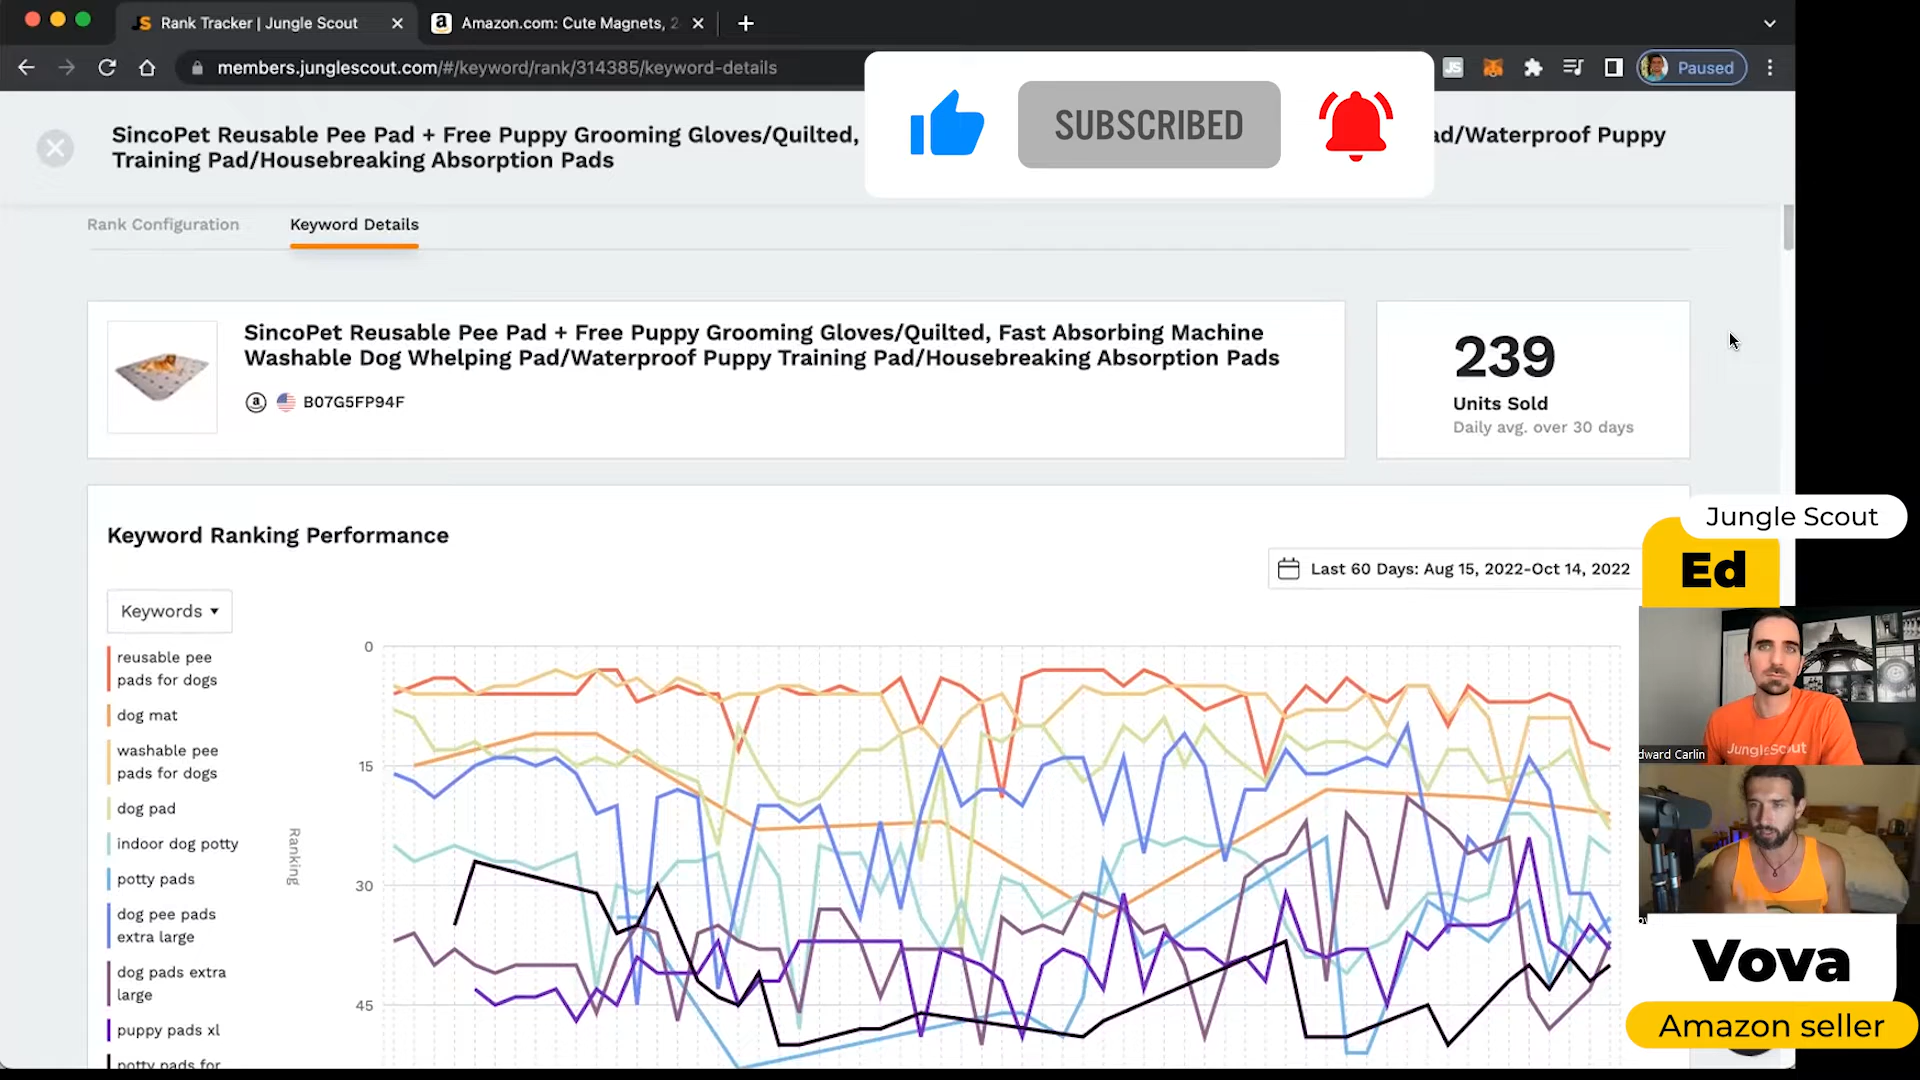 Rank Tracker | Jungle Scout
Amazon.com: Cute Magnets, 2
members.junglescout.com/#/keyword/rank/314385/keyword-details
JS
Paused
SUBSCRIBED
SincoPet Reusable Pee Pad + Free Puppy Grooming Gloves/Quilted,
ad/Waterproof Puppy
Training Pad/Housebreaking Absorption Pads
Rank Configuration
Keyword Details
SincoPet Reusable Pee Pad + Free Puppy Grooming Gloves/Quilted, Fast Absorbing Machine
Washable Dog Whelping Pad/Waterproof Puppy Training Pad/Housebreaking Absorption Pads
B07G5FP94F
239
Units Sold
Daily avg. over 30 days
Keyword Ranking Performance
Last 60 Days: Aug 15, 2022-Oct 14, 2022
Keywords
reusable pee
pads for dogs
dog mat
washable pee
pads for dogs
dog pad
indoor dog potty
potty pads
dog pee pads
extra large
dog pads extra
large
puppy pads xl
potty pads for
Ranking
0
15
30
45
Jungle Scout
Ed
JungleScout
dward Carlin
Vova
Amazon seller